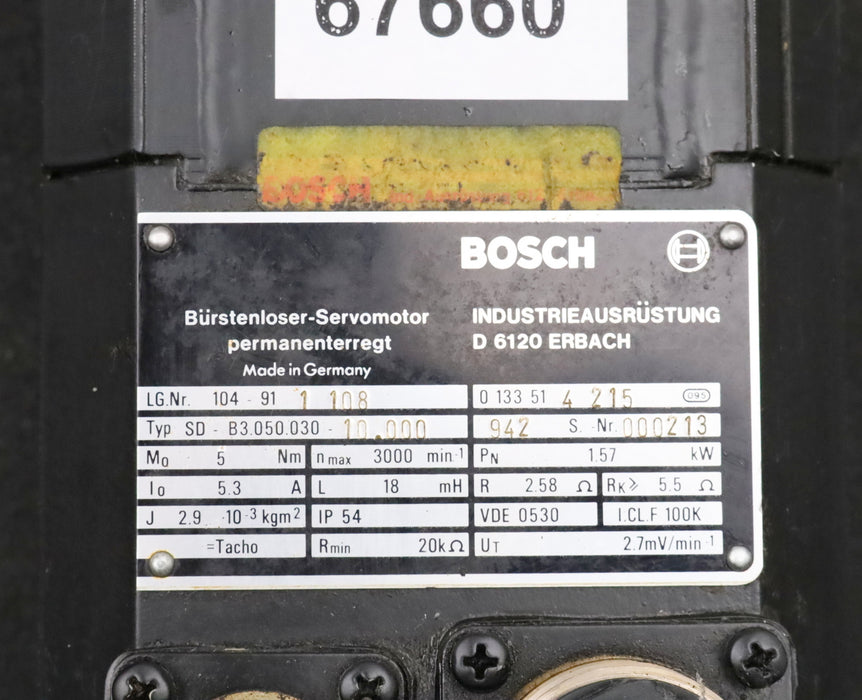 67660
BOSCH
BOSCH
Bürstenloser-Servomotor
permanenterregt
Made in Germany
INDUSTRIEAUSRÜSTUNG
D 6120 ERBACH
LG.Nr. 104 - 91 1 108
0 133 51 4 215 095
Typ SD - B3.050.030 - 10.000
942 S.-Nr. 000213
M0 5 Nm
n max 3000 min-1
PN 1.57 kW
I0 5.3 A
L 18 mH
R 2.58 Ω
RK ≥ 5.5 Ω
J 2.9 ·10-3 kgm2
IP 54
VDE 0530
I.CL.F 100K
=Tacho
Rmin 20kΩ
UT 2.7mV/min-1